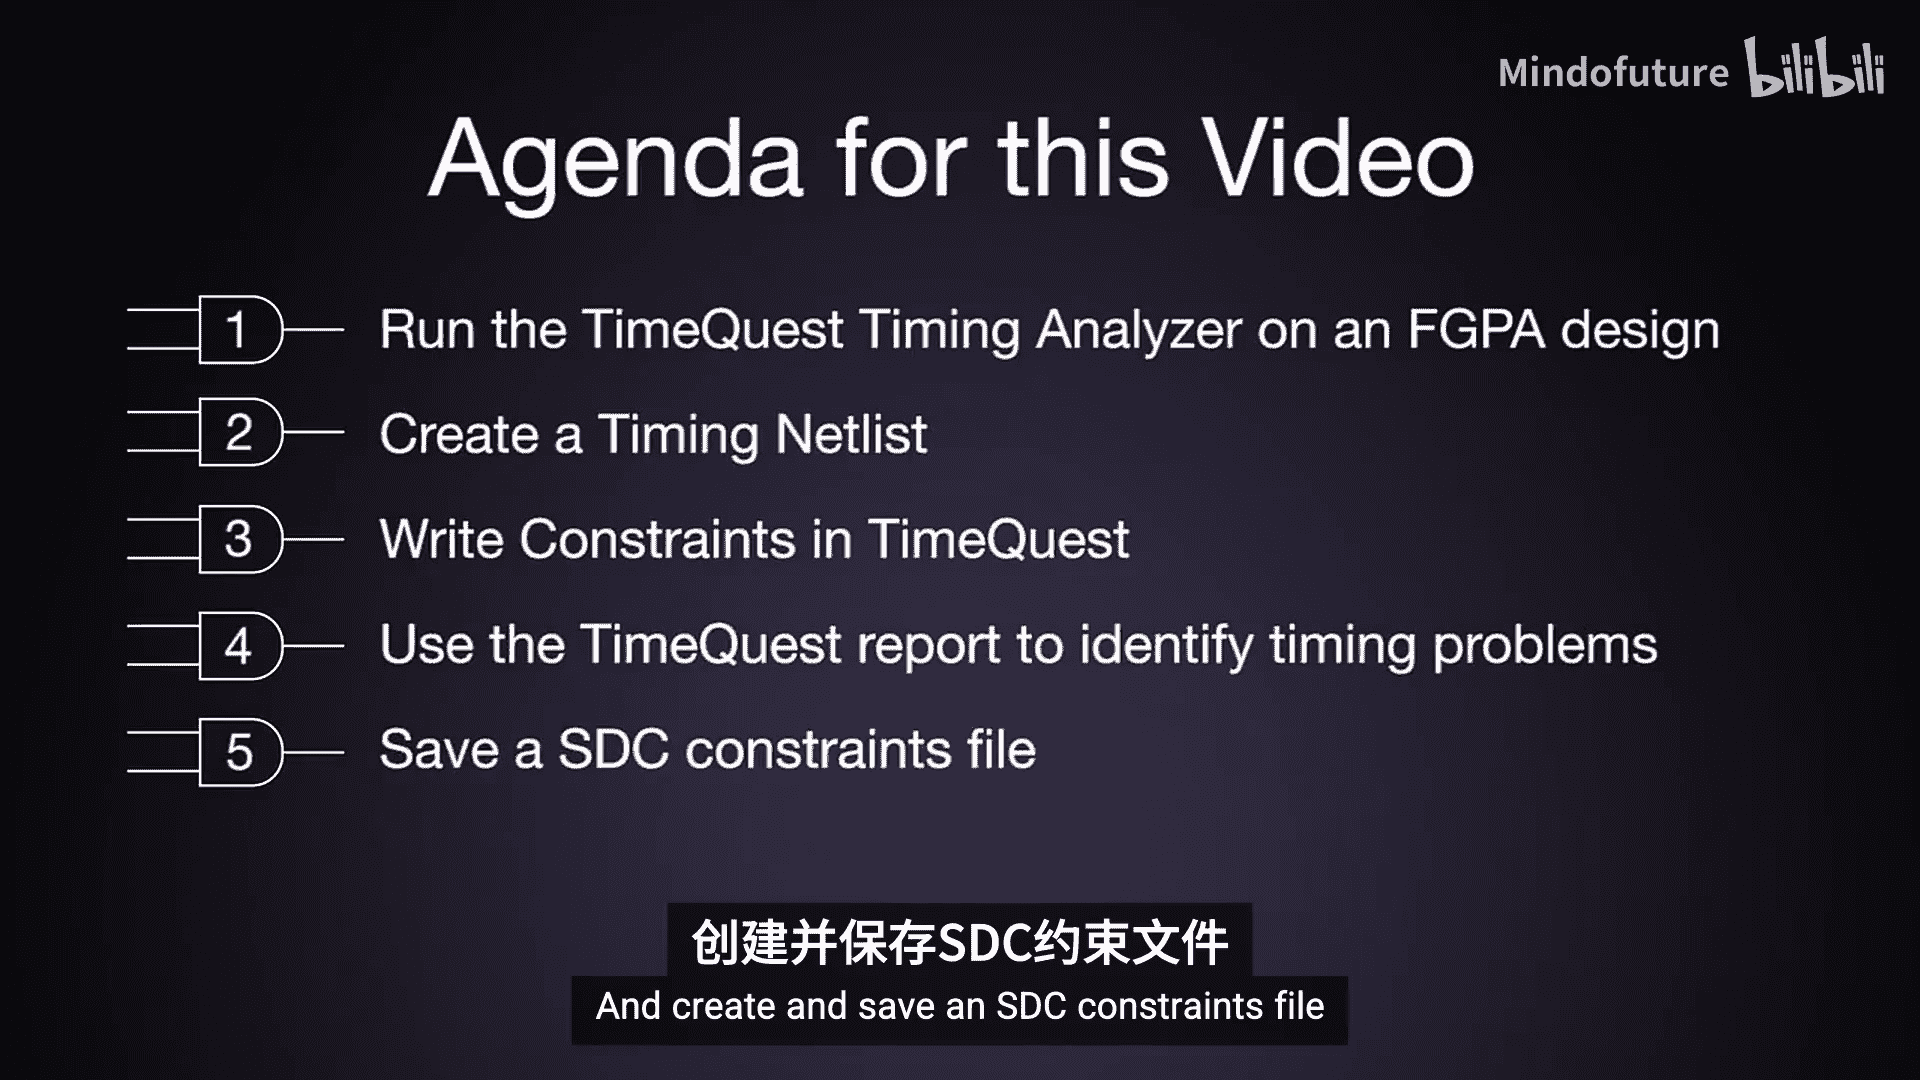 Mindofuture bilibili
Agenda for this Video
1 Run the TimeQuest Timing Analyzer on an FGPA design
2 Create a Timing Netlist
3 Write Constraints in TimeQuest
4 Use the TimeQuest report to identify timing problems
5 Save a SDC constraints file
创建并保存SDC约束文件
And create and save an SDC constraints file